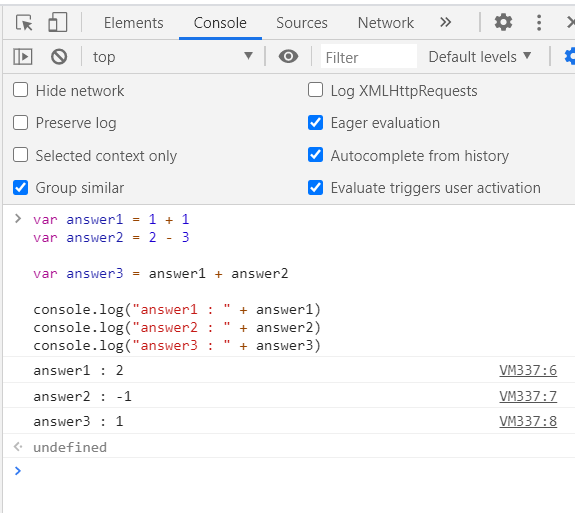 Elements Console Sources Network »
top Filter Default levels
Hide network Log XMLHttpRequests
Preserve log Eager evaluation
Selected context only Autocomplete from history
Group similar Evaluate triggers user activation
> var answer1 = 1 + 1
var answer2 = 2 - 3
var answer3 = answer1 + answer2
console.log("answer1 : " + answer1)
console.log("answer2 : " + answer2)
console.log("answer3 : " + answer3)
answer1 : 2 VM337:6
answer2 : -1 VM337:7
answer3 : 1 VM337:8
undefined
>